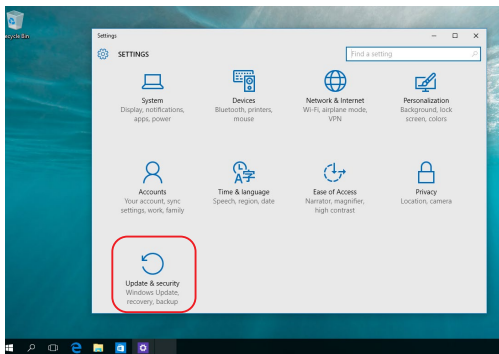 Recycle Bin
Settings
SETTINGS
Find a setting
System
Display, notifications,
apps, power
Devices
Bluetooth, printers,
mouse
Network & Internet
Wi-Fi, airplane mode,
VPN
Personalization
Background, lock
screen, colors
Accounts
Your account, sync
settings, work, family
Time & language
Speech, region, date
Ease of Access
Narrator, magnifier,
high contrast
Privacy
Location, camera
Update & security
Windows Update,
recovery, backup